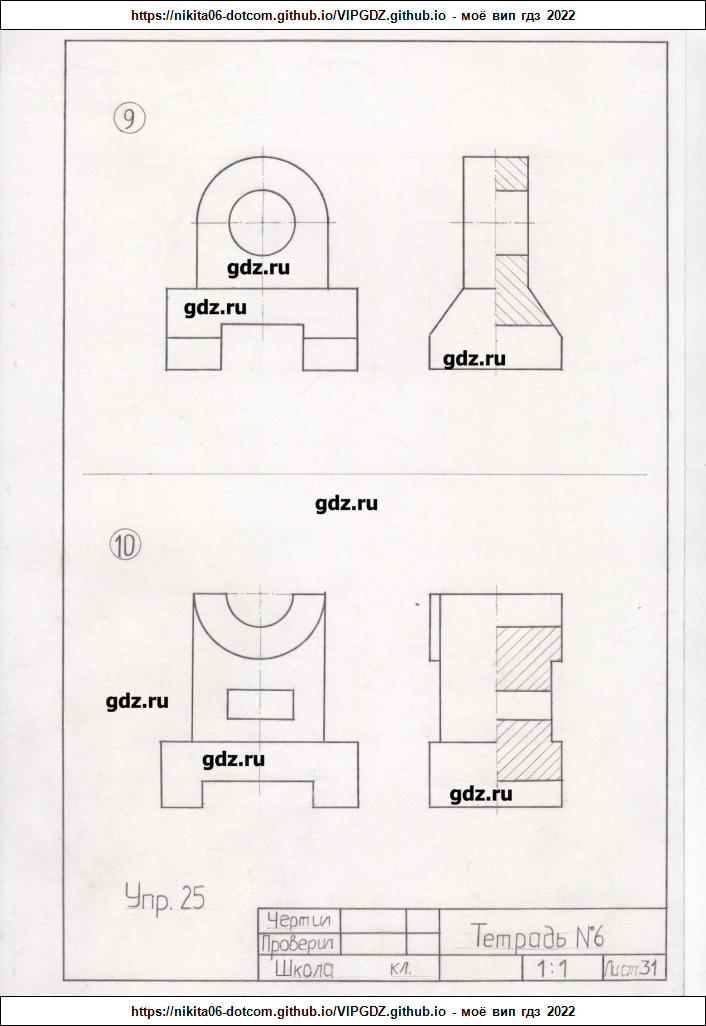 https://nikita06-dotcom.github.io/VIPGDZ.github.io - моё вип гдз 2022
9
gdz.ru
gdz.ru
gdz.ru
gdz.ru
10
gdz.ru
gdz.ru
gdz.ru
Упр. 25
Чертил
Проверил
Тетрадь №6
Школа кл. 1:1 Лист 31
https://nikita06-dotcom.github.io/VIPGDZ.github.io - моё вип гдз 2022